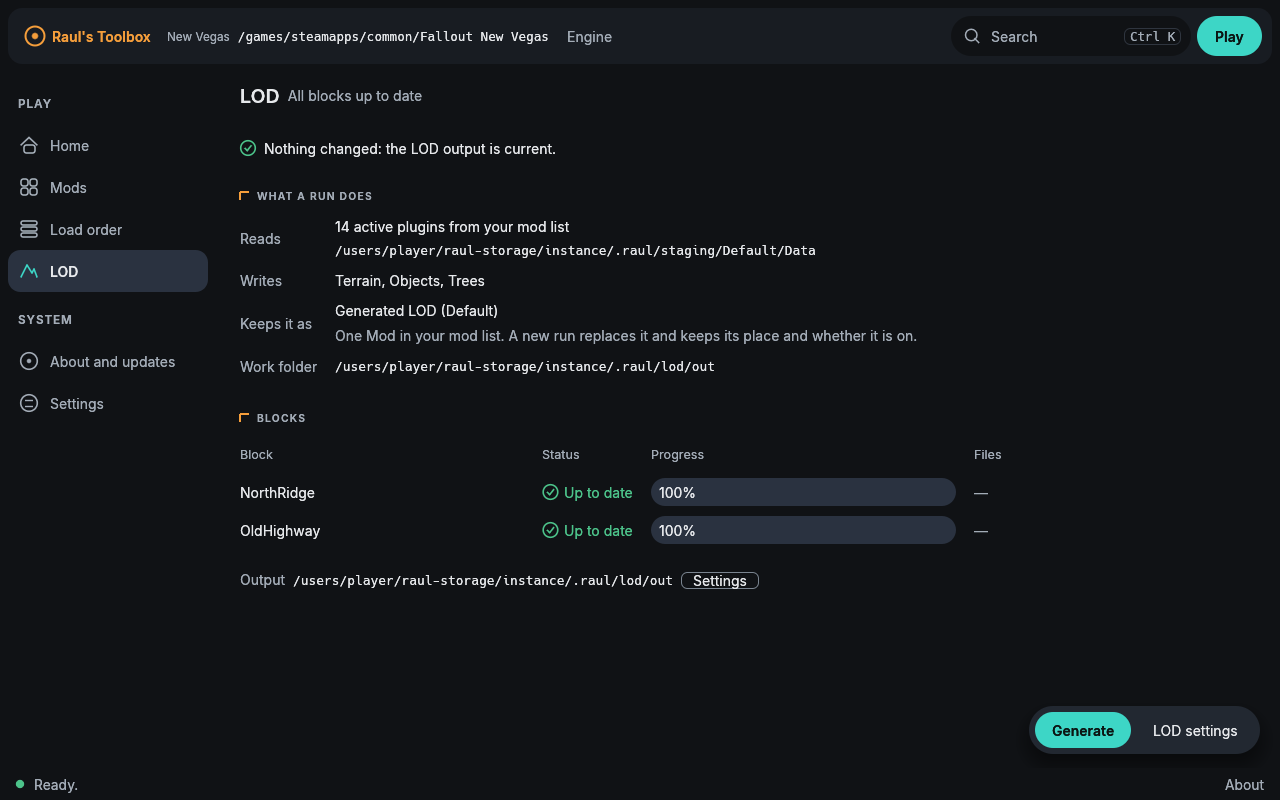 Raul's Toolbox New Vegas /games/steamapps/common/Fallout New Vegas Engine Search Ctrl K Play
PLAY
Home
Mods
Load order
LOD
SYSTEM
About and updates
Settings
LOD All blocks up to date
Nothing changed: the LOD output is current.
WHAT A RUN DOES
Reads 14 active plugins from your mod list
/users/player/raul-storage/instance/.raul/staging/Default/Data
Writes Terrain, Objects, Trees
Keeps it as Generated LOD (Default)
One Mod in your mod list. A new run replaces it and keeps its place and whether it is on.
Work folder /users/player/raul-storage/instance/.raul/lod/out
BLOCKS
Block Status Progress Files
NorthRidge Up to date 100% —
OldHighway Up to date 100% —
Output /users/player/raul-storage/instance/.raul/lod/out Settings
Generate LOD settings
Ready. About